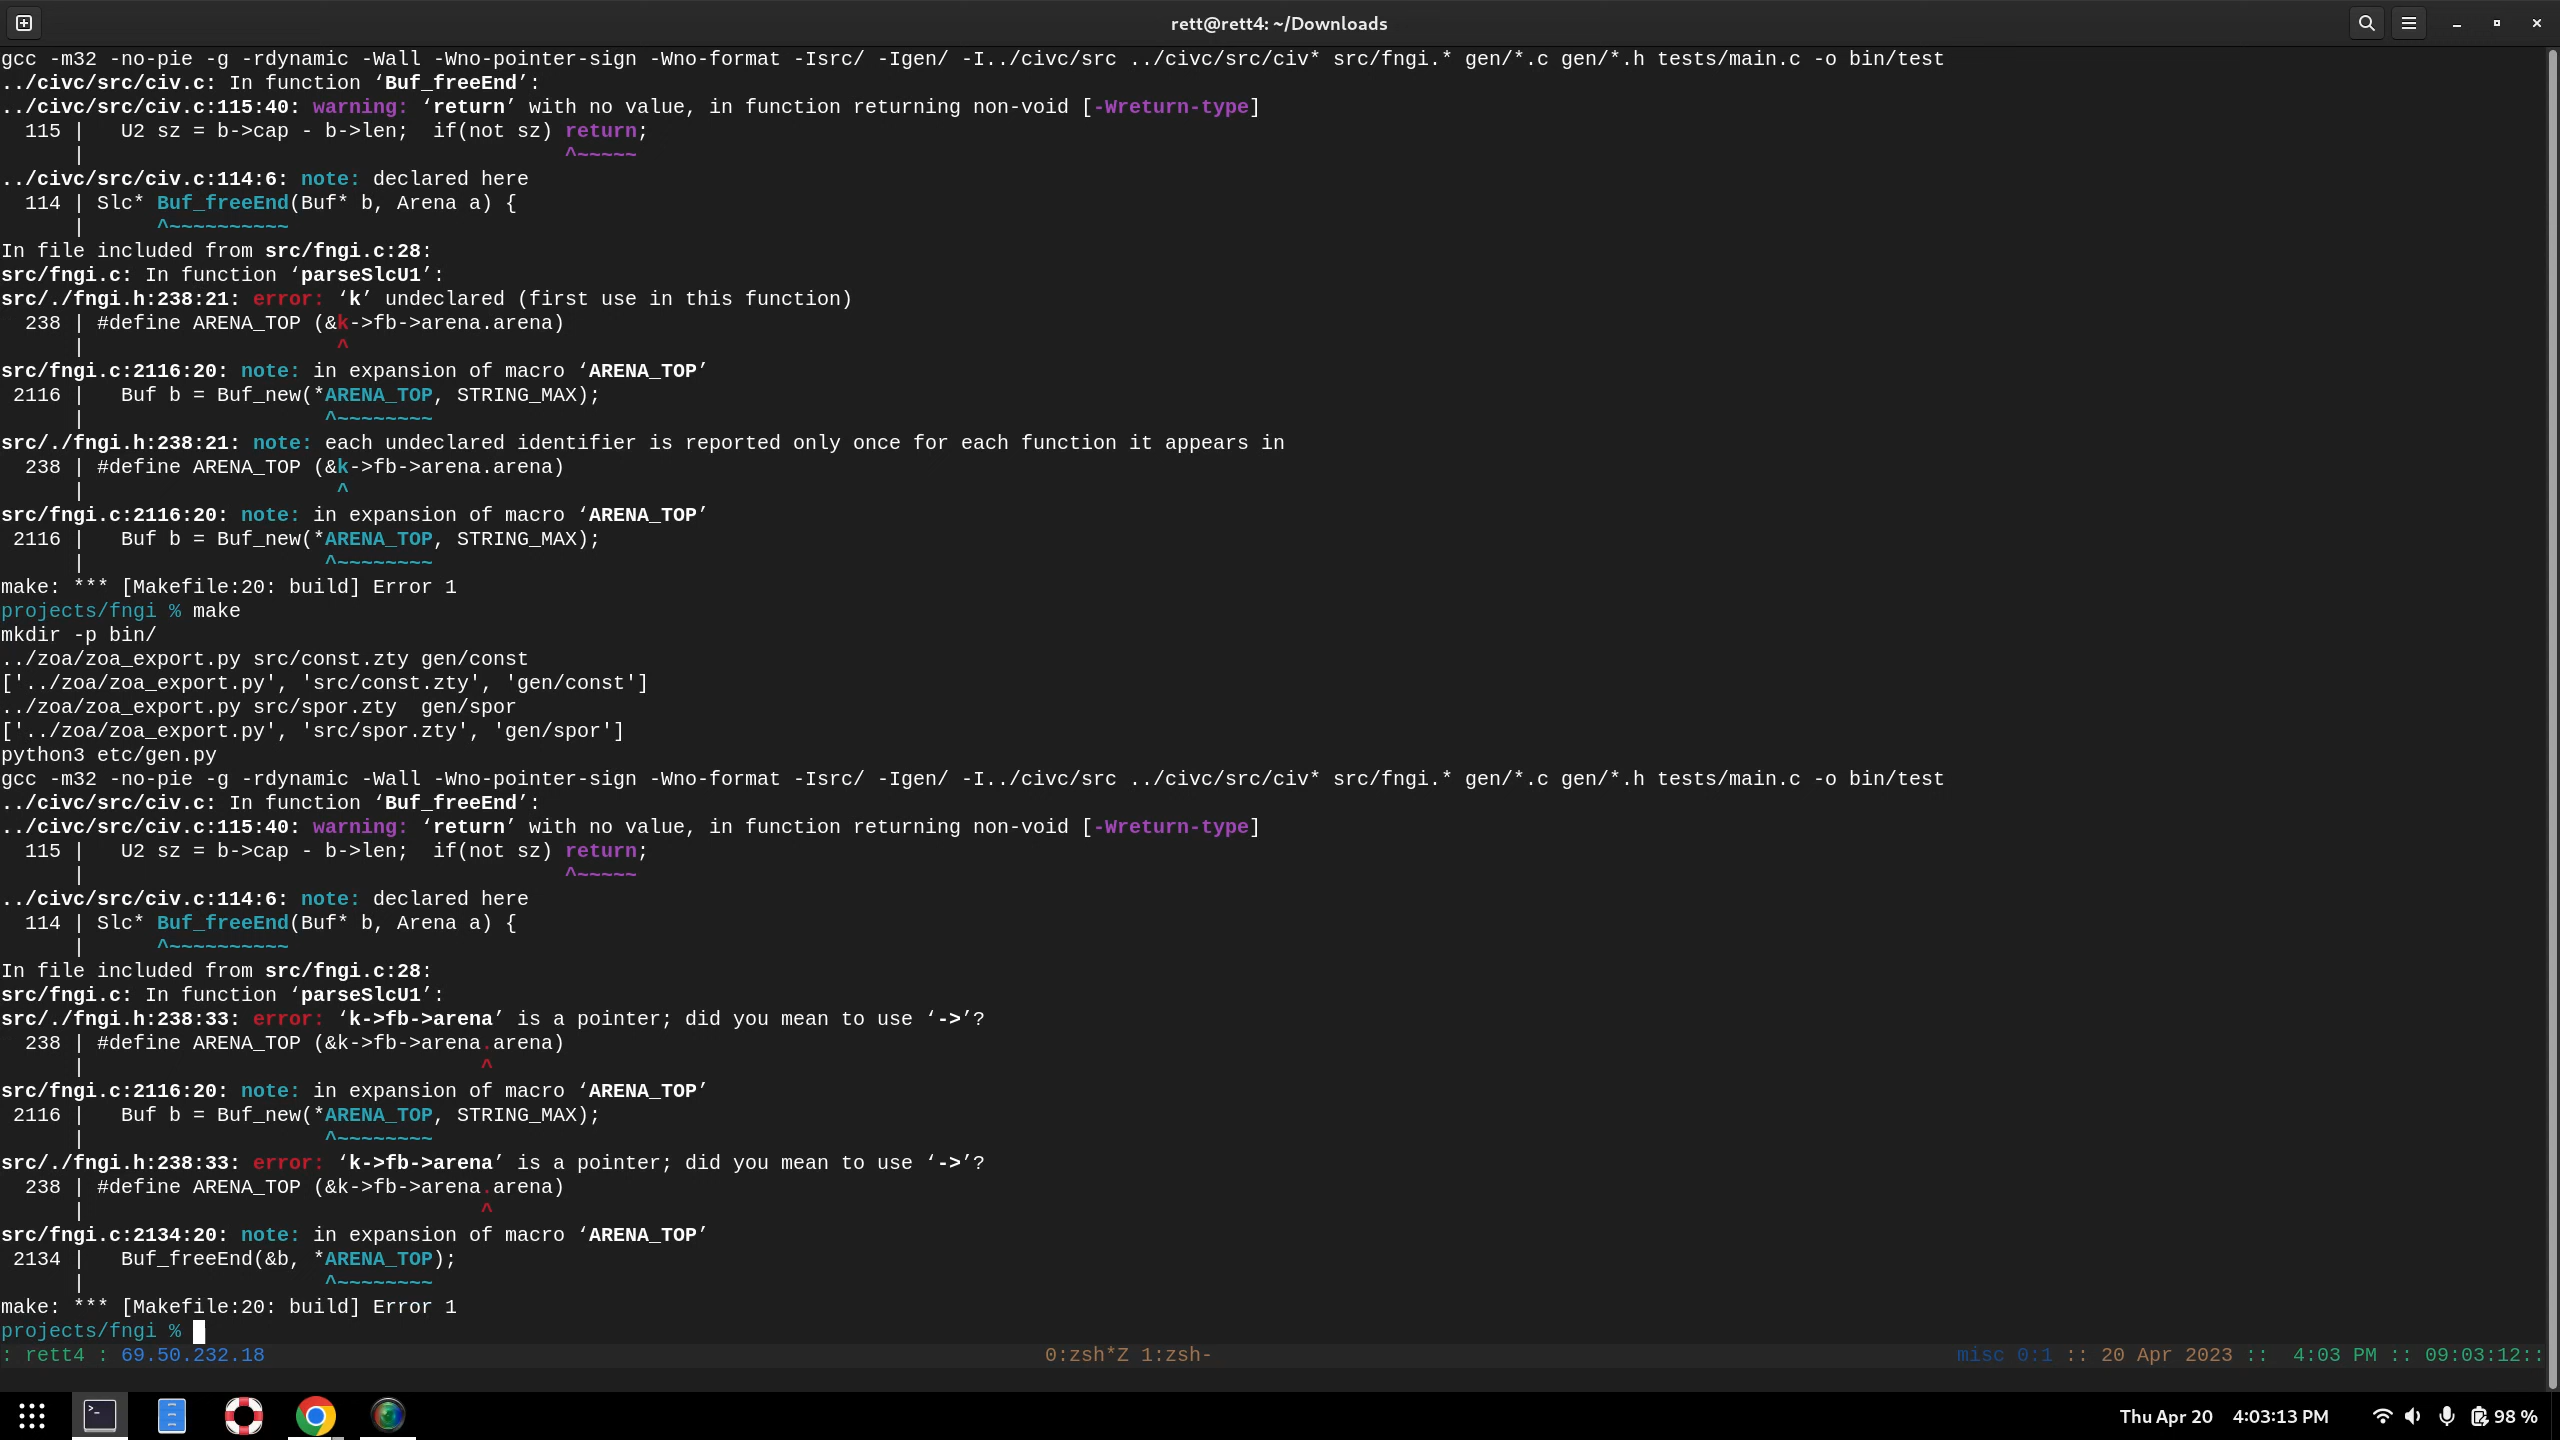 rett@rett4: ~/Downloads
gcc -m32 -no-pie -g -rdynamic -Wall -Wno-pointer-sign -Wno-format -Isrc/ -Igen/ -I../civc/src ../civc/src/civ* src/fngi.* gen/*.c gen/*.h tests/main.c -o bin/test
../civc/src/civ.c: In function ‘Buf_freeEnd’:
../civc/src/civ.c:115:40: warning: ‘return’ with no value, in function returning non-void [-Wreturn-type]
  115 |   U2 sz = b->cap - b->len;  if(not sz) return;
      |                                        ^~~~~~
../civc/src/civ.c:114:6: note: declared here
  114 | Slc* Buf_freeEnd(Buf* b, Arena a) {
      |      ^~~~~~~~~~~
In file included from src/fngi.c:28:
src/fngi.c: In function ‘parseSlcU1’:
src/./fngi.h:238:21: error: ‘k’ undeclared (first use in this function)
  238 | #define ARENA_TOP (&k->fb->arena.arena)
      |                     ^
src/fngi.c:2116:20: note: in expansion of macro ‘ARENA_TOP’
 2116 |   Buf b = Buf_new(*ARENA_TOP, STRING_MAX);
      |                    ^~~~~~~~~
src/./fngi.h:238:21: note: each undeclared identifier is reported only once for each function it appears in
  238 | #define ARENA_TOP (&k->fb->arena.arena)
      |                     ^
src/fngi.c:2116:20: note: in expansion of macro ‘ARENA_TOP’
 2116 |   Buf b = Buf_new(*ARENA_TOP, STRING_MAX);
      |                    ^~~~~~~~~
make: *** [Makefile:20: build] Error 1
projects/fngi % make
mkdir -p bin/
../zoa/zoa_export.py src/const.zty gen/const
['../zoa/zoa_export.py', 'src/const.zty', 'gen/const']
../zoa/zoa_export.py src/spor.zty  gen/spor
['../zoa/zoa_export.py', 'src/spor.zty', 'gen/spor']
python3 etc/gen.py
gcc -m32 -no-pie -g -rdynamic -Wall -Wno-pointer-sign -Wno-format -Isrc/ -Igen/ -I../civc/src ../civc/src/civ* src/fngi.* gen/*.c gen/*.h tests/main.c -o bin/test
../civc/src/civ.c: In function ‘Buf_freeEnd’:
../civc/src/civ.c:115:40: warning: ‘return’ with no value, in function returning non-void [-Wreturn-type]
  115 |   U2 sz = b->cap - b->len;  if(not sz) return;
      |                                        ^~~~~~
../civc/src/civ.c:114:6: note: declared here
  114 | Slc* Buf_freeEnd(Buf* b, Arena a) {
      |      ^~~~~~~~~~~
In file included from src/fngi.c:28:
src/fngi.c: In function ‘parseSlcU1’:
src/./fngi.h:238:33: error: ‘k->fb->arena’ is a pointer; did you mean to use ‘->’?
  238 | #define ARENA_TOP (&k->fb->arena.arena)
      |                                 ^
src/fngi.c:2116:20: note: in expansion of macro ‘ARENA_TOP’
 2116 |   Buf b = Buf_new(*ARENA_TOP, STRING_MAX);
      |                    ^~~~~~~~~
src/./fngi.h:238:33: error: ‘k->fb->arena’ is a pointer; did you mean to use ‘->’?
  238 | #define ARENA_TOP (&k->fb->arena.arena)
      |                                 ^
src/fngi.c:2134:20: note: in expansion of macro ‘ARENA_TOP’
 2134 |   Buf_freeEnd(&b, *ARENA_TOP);
      |                    ^~~~~~~~~
make: *** [Makefile:20: build] Error 1
projects/fngi %
: rett4 : 69.50.232.18 0:zsh*Z 1:zsh- misc 0:1 :: 20 Apr 2023 ::  4:03 PM :: 09:03:12::
Thu Apr 20 4:03:13 PM 98 %